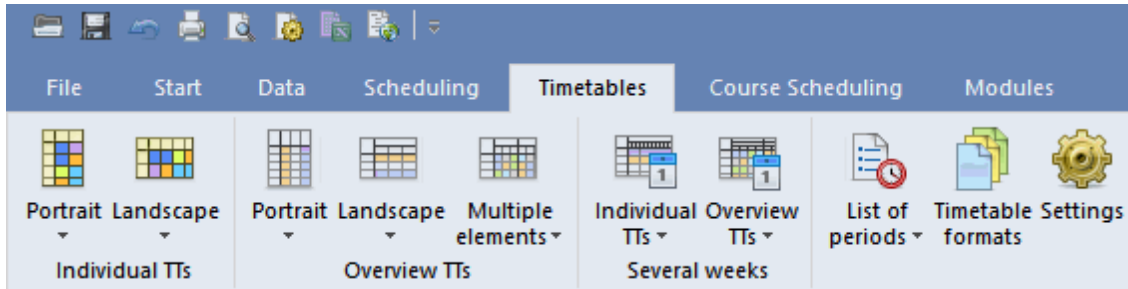 File Start Data Scheduling Timetables Course Scheduling Modules
Portrait Landscape Portrait Landscape Multiple elements Individual TTs Overview TTs List of periods Timetable formats Settings
Individual TTs Overview TTs Several weeks